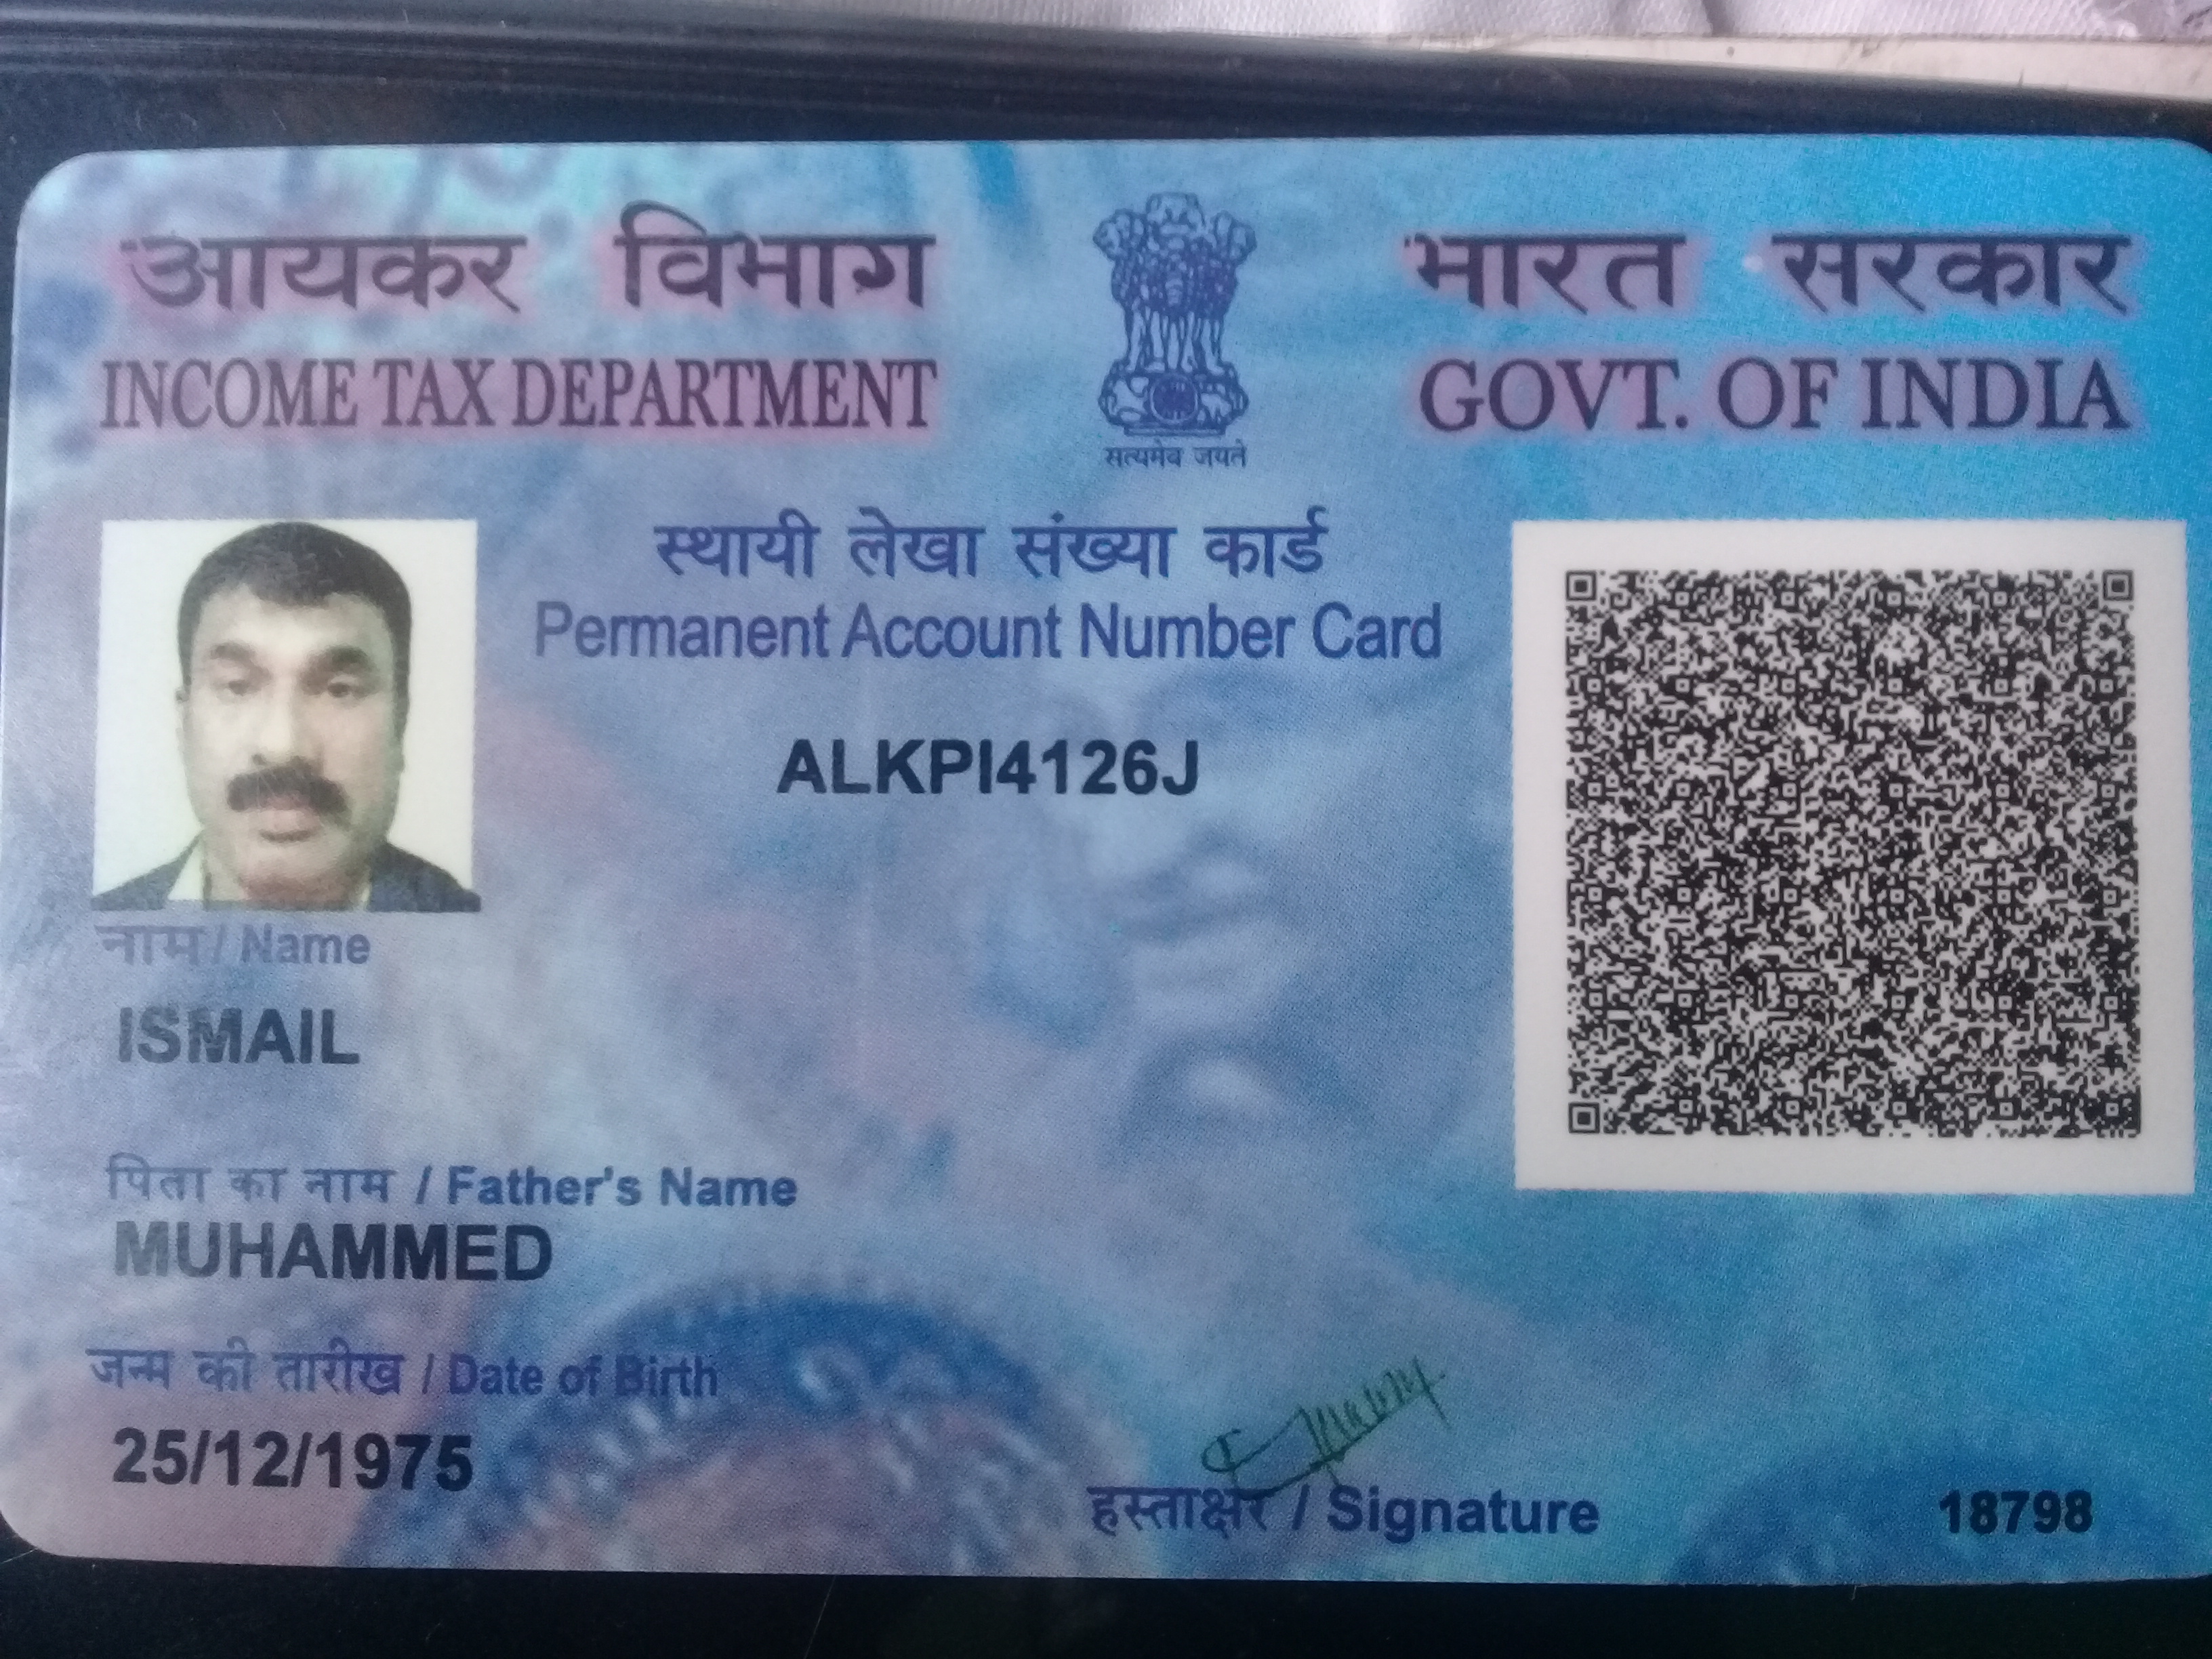 आयकर विभाग
INCOME TAX DEPARTMENT
सत्यमेव जयते
भारत सरकार
GOVT. OF INDIA
स्थायी लेखा संख्या कार्ड
Permanent Account Number Card
ALKPI4126J
नाम / Name
ISMAIL
पिता का नाम / Father's Name
MUHAMMED
जन्म की तारीख / Date of Birth
25/12/1975
हस्ताक्षर / Signature
18798